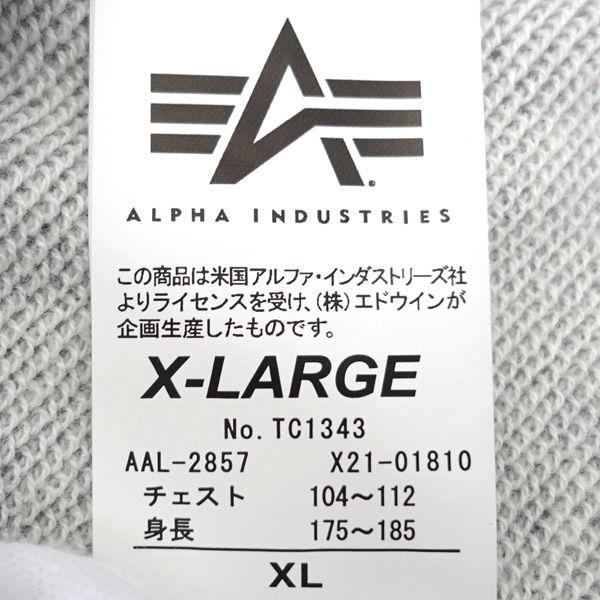 ALPHA INDUSTRIES
この商品は米国アルファ・インダストリーズ社
よりライセンスを受け、(株)エドウインが
企画生産したものです。
X-LARGE
No. TC1343
AAL-2857 X21-01810
チェスト 104〜112
身長 175〜185
XL